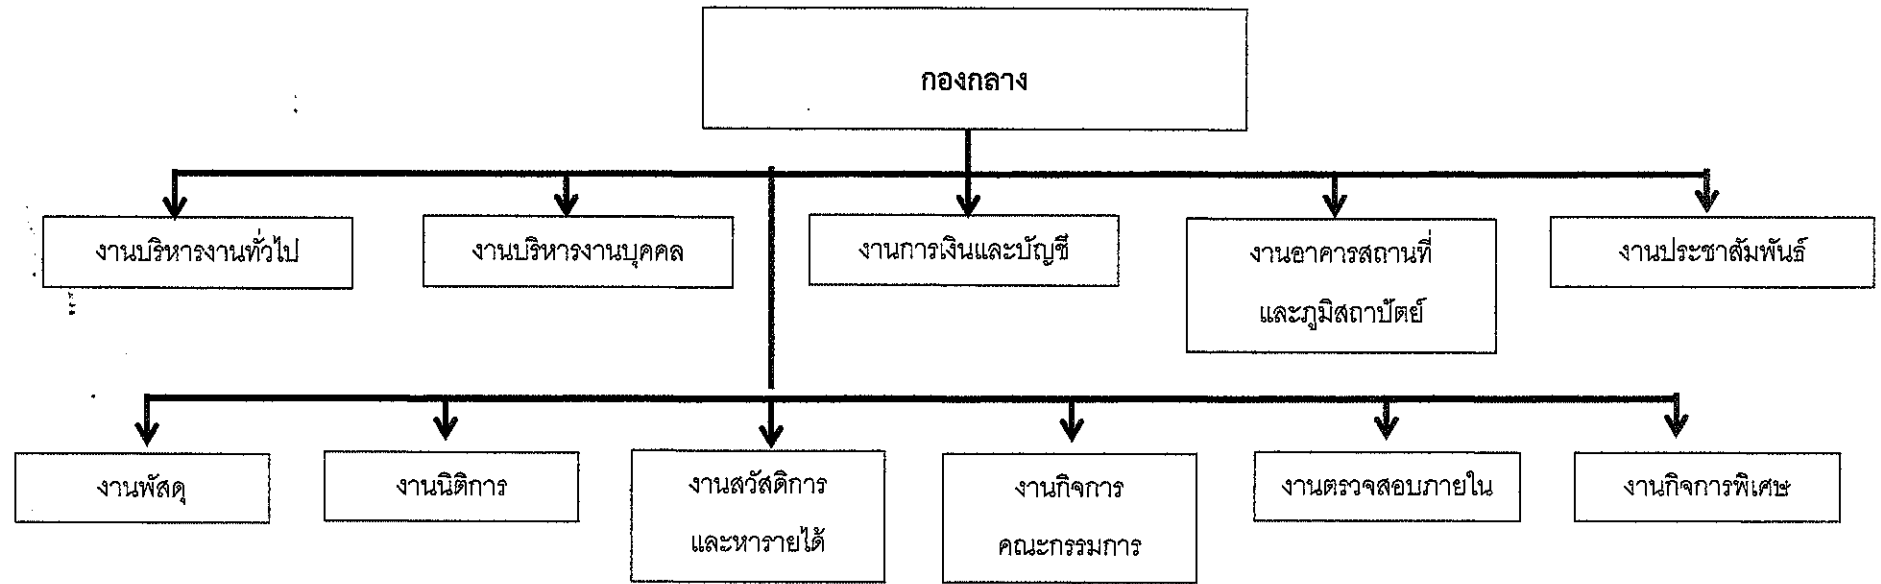 กองกลาง
งานบริหารงานทั่วไป
งานบริหารงานบุคคล
งานการเงินและบัญชี
งานอาคารสถานที่
และภูมิสถาปัตย์
งานประชาสัมพันธ์
งานพัสดุ
งานนิติการ
งานสวัสดิการ
และหารายได้
งานกิจการ
คณะกรรมการ
งานตรวจสอบภายใน
งานกิจการพิเศษ